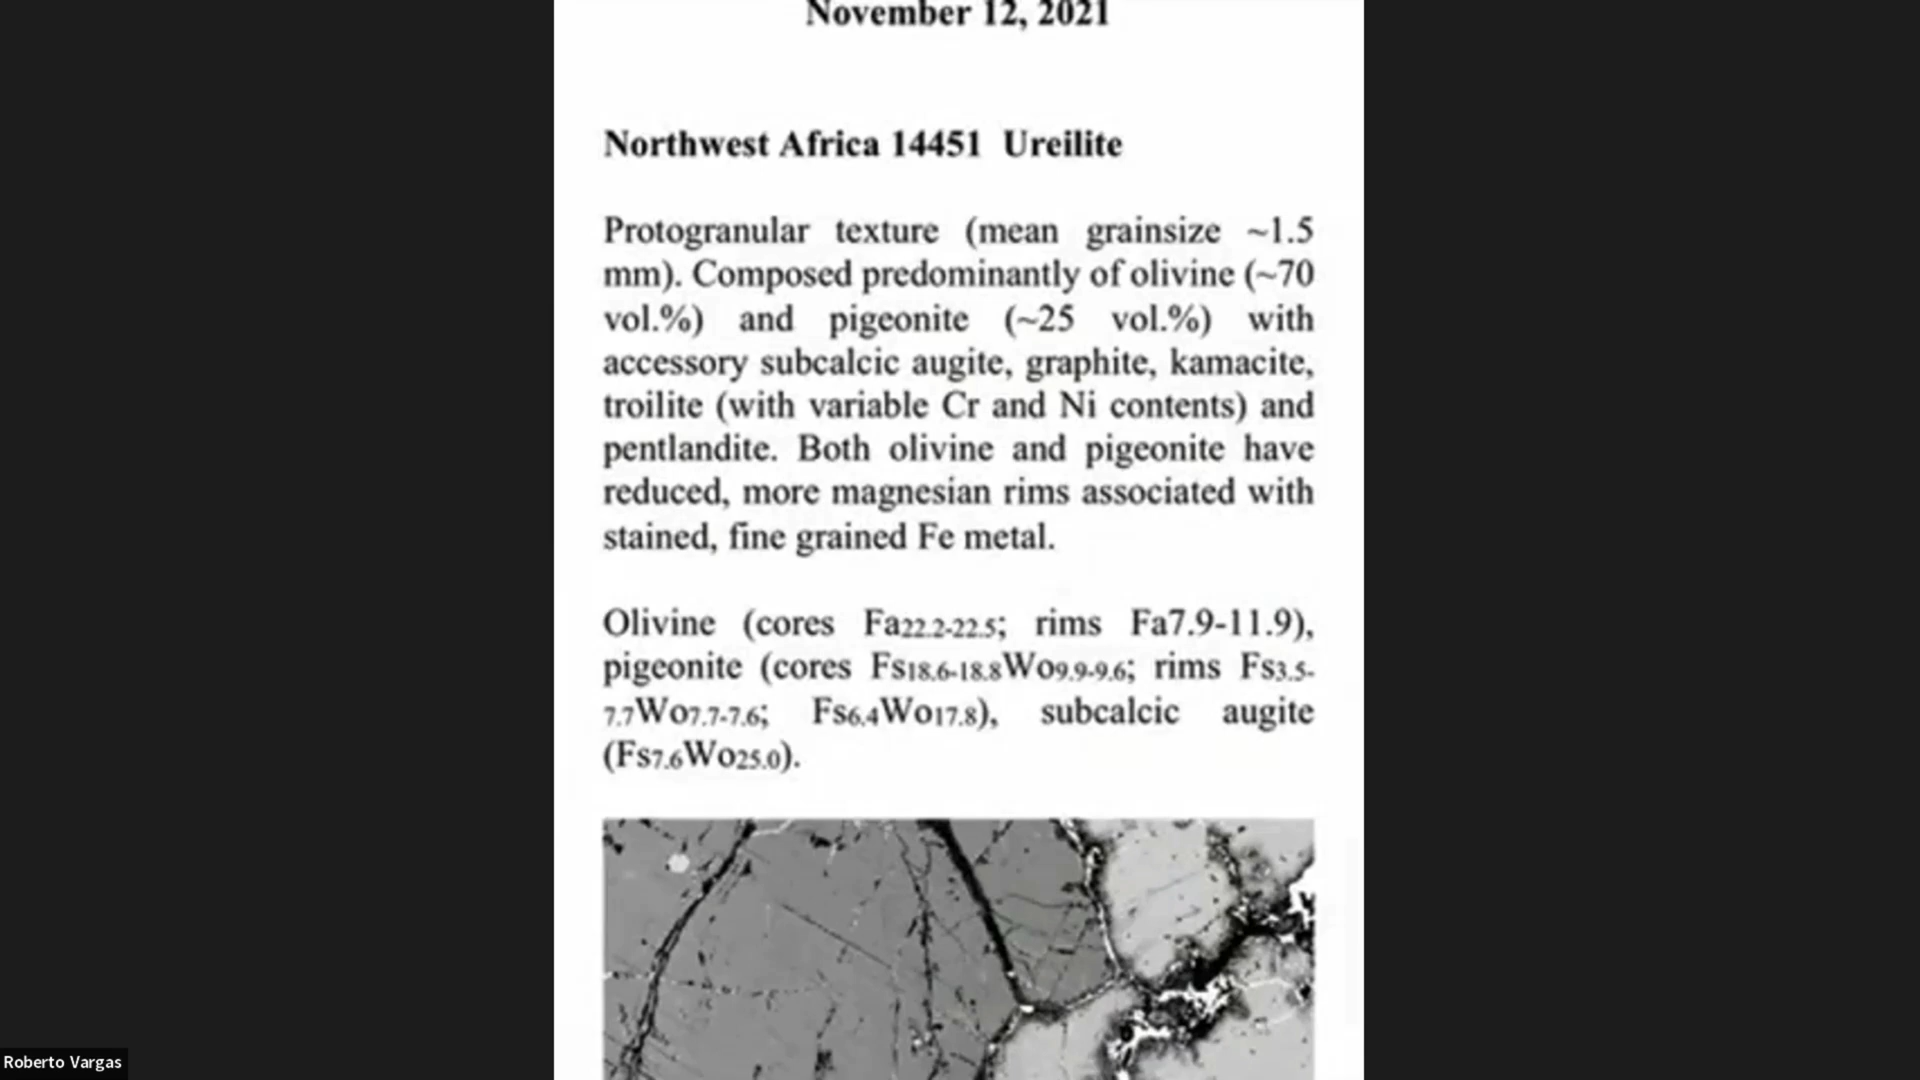 November 12, 2021
Northwest Africa 14451 Ureilite
Protogranular texture (mean grainsize ~1.5
mm). Composed predominantly of olivine (~70
vol.%) and pigeonite (~25 vol.%) with
accessory subcalcic augite, graphite, kamacite,
troilite (with variable Cr and Ni contents) and
pentlandite. Both olivine and pigeonite have
reduced, more magnesian rims associated with
stained, fine grained Fe metal.
Olivine (cores Fa22.2-22.5; rims Fa7.9-11.9),
pigeonite (cores Fs18.6-18.8Wo9.9-9.6; rims Fs3.5-
7.7Wo7.7-7.6; Fs6.4Wo17.8), subcalcic augite
(Fs7.6Wo25.0).
Roberto Vargas